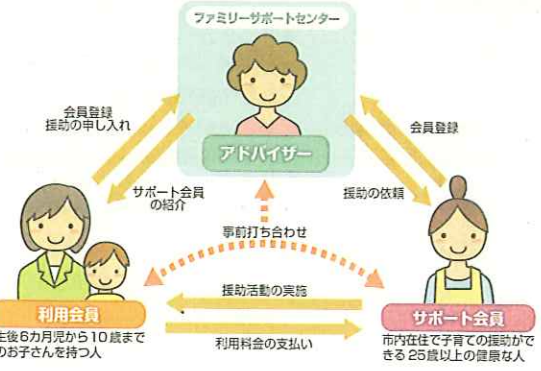 ファミリーサポートセンター
アドバイザー
会員登録
援助の申し入れ
サポート会員
の紹介
会員登録
援助の依頼
事前打ち合わせ
援助活動の実施
利用料金の支払い
利用会員
生後6カ月児から10歳まで
のお子さんを持つ人
サポート会員
市内在住で子育ての援助がで
きる25歳以上の健康な人